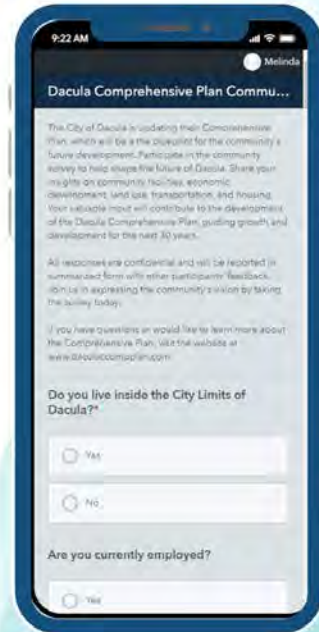 9:22 AM
Melinda
Dacula Comprehensive Plan Commu...
The City of Dacula is updating their Comprehensive
Plan, which will be a the blueprint for the community's
future development. Participate in the community
survey to help shape the future of Dacula. Share your
insights on community facilities, economic
development, land use, transportation, and housing.
Your valuable input will contribute to the development
of the Dacula Comprehensive Plan, guiding growth and
development for the next 30 years.
All responses are confidential and will be reported in
summarized form with other participants' feedback.
Join us in expressing the community's vision by taking
the survey today.
If you have questions or would like to learn more about
the Comprehensive Plan, visit the website at
Do you live inside the City Limits of
Dacula?*
Yes
No
Are you currently employed?
Yes